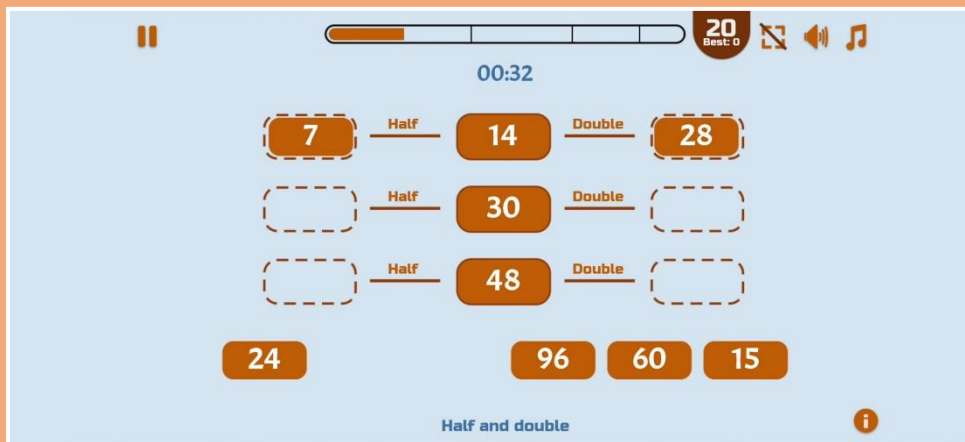 20
Best: 0
00:32
7 Half 14 Double 28
Half 30 Double
Half 48 Double
24 96 60 15
Half and double
i